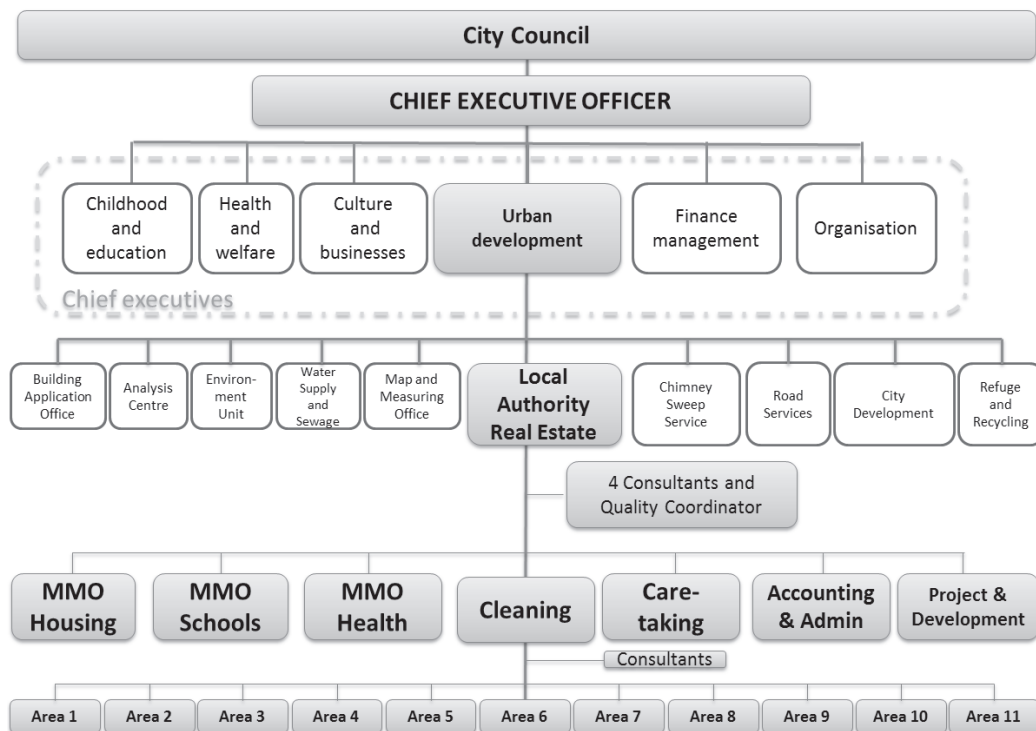 City Council
CHIEF EXECUTIVE OFFICER
Childhood
and
education
Health
and
welfare
Culture
and
businesses
Urban
development
Finance
management
Organisation
Chief executives
Building
Application
Office
Analysis
Centre
Environ-
ment
Unit
Water
Supply
and
Sewage
Map and
Measuring
Office
Local
Authority
Real Estate
Chimney
Sweep
Service
Road
Services
City
Development
Refuge
and
Recycling
4 Consultants and
Quality Coordinator
MMO
Housing
MMO
Schools
MMO
Health
Cleaning
Care-
taking
Accounting
& Admin
Project &
Development
Consultants
Area 1
Area 2
Area 3
Area 4
Area 5
Area 6
Area 7
Area 8
Area 9
Area 10
Area 11